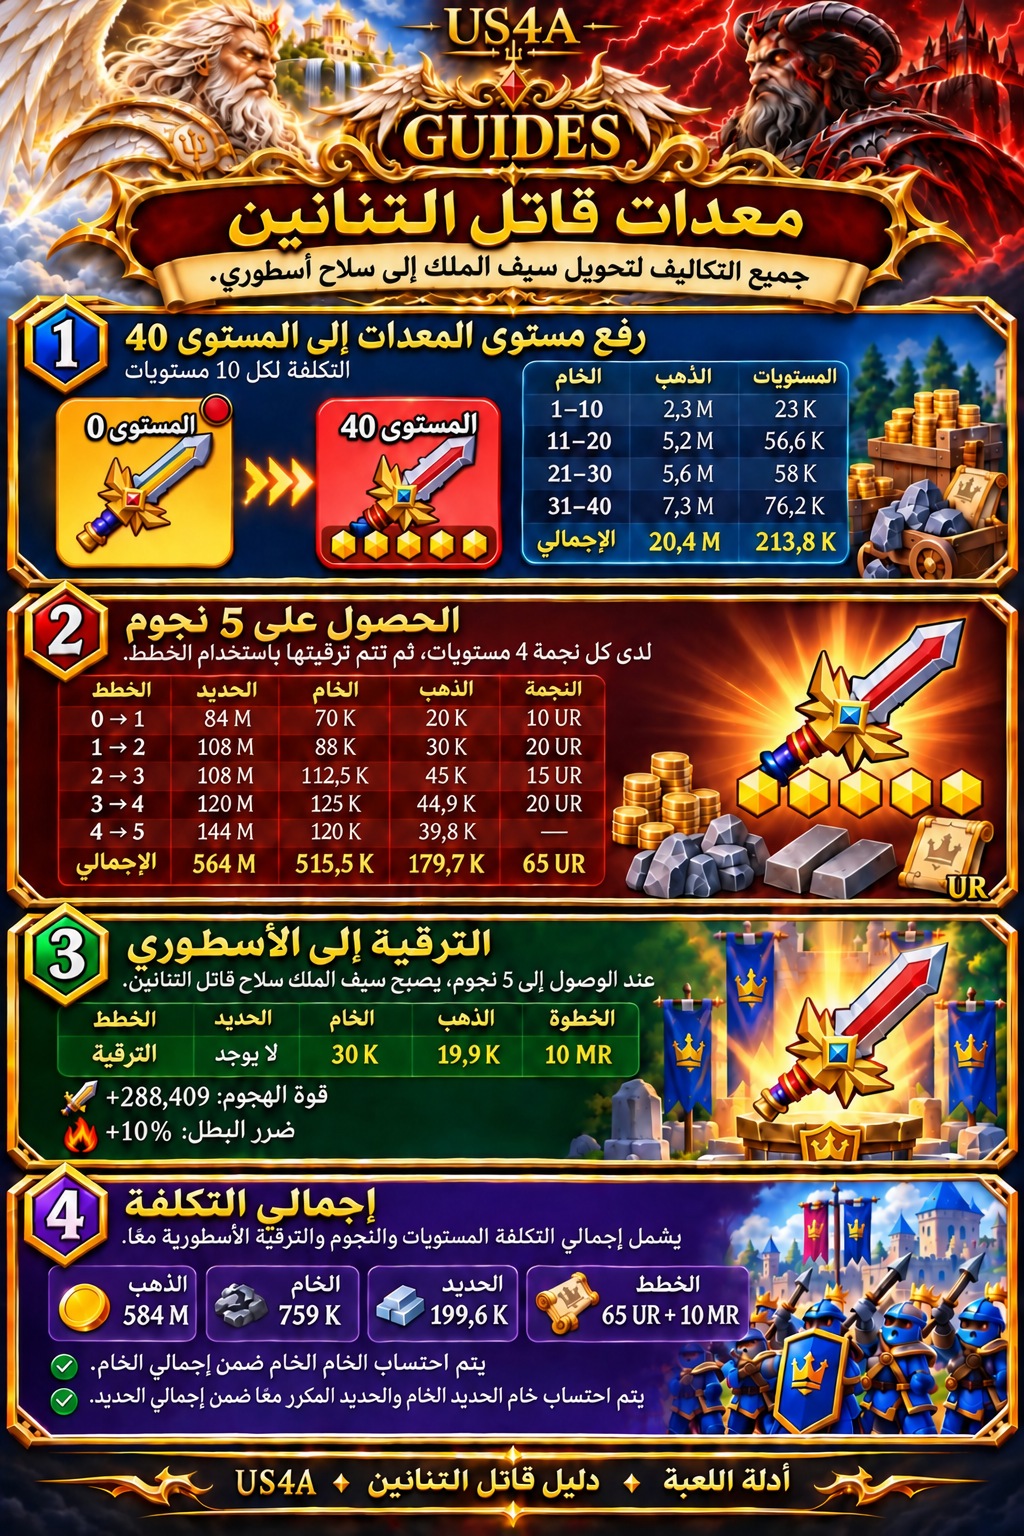 US4A
GUIDES
معدات قاتل التنانين
جميع التكاليف لتحويل سيف الملك إلى سلاح أسطوري.
1
رفع مستوى المعدات إلى المستوى 40
التكلفة لكل 10 مستويات
المستوى 0
المستوى 40
الخام الذهب المستويات
1–10 2,3 M 23 K
11–20 5,2 M 56,6 K
21–30 5,6 M 58 K
31–40 7,3 M 76,2 K
الإجمالي 20,4 M 213,8 K
2
الحصول على 5 نجوم
لدى كل نجمة 4 مستويات، ثم تتم ترقيتها باستخدام الخطط.
الخطط الحديد الخام الذهب النجمة
0 → 1 84 M 70 K 20 K 10 UR
1 → 2 108 M 88 K 30 K 20 UR
2 → 3 108 M 112,5 K 45 K 15 UR
3 → 4 120 M 125 K 44,9 K 20 UR
4 → 5 144 M 120 K 39,8 K —
الإجمالي 564 M 515,5 K 179,7 K 65 UR
UR
3
الترقية إلى الأسطوري
عند الوصول إلى 5 نجوم، يصبح سيف الملك سلاح قاتل التنانين.
الخطط الحديد الخام الذهب الخطوة
الترقية لا يوجد 30 K 19,9 K 10 MR
قوة الهجوم: 288,409+
ضرر البطل: 10%+
4
إجمالي التكلفة
يشمل إجمالي التكلفة المستويات والنجوم والترقية الأسطورية معًا.
الذهب
584 M
الخام
759 K
الحديد
199,6 K
الخطط
65 UR + 10 MR
يتم احتساب الخام الخام ضمن إجمالي الخام.
يتم احتساب خام الحديد الخام والحديد المكرر معًا ضمن إجمالي الحديد.
أدلة اللعبة ✦ دليل قاتل التنانين ✦ US4A